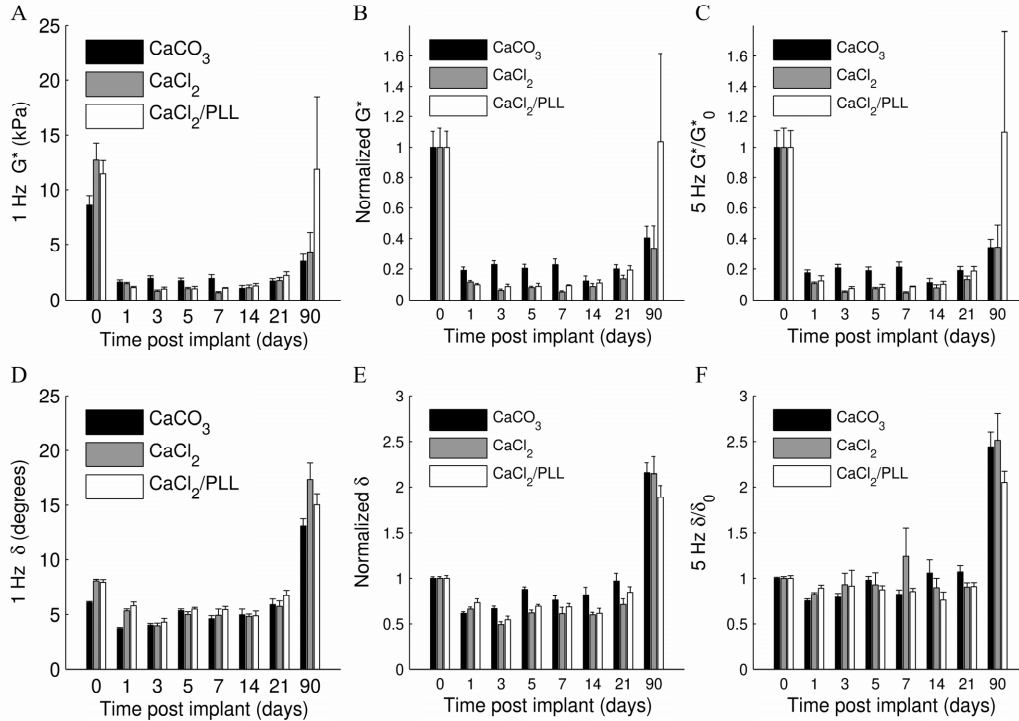 A
1 Hz G* (kPa)
25
20
15
10
5
0
CaCO3
CaCl2
CaCl2/PLL
0 1 3 5 7 14 21 90
Time post implant (days)
B
Normalized G*
1.6
1.4
1.2
1
0.8
0.6
0.4
0.2
0
CaCO3
CaCl2
CaCl2/PLL
0 1 3 5 7 14 21 90
Time post implant (days)
C
5 Hz G*/G*0
1.6
1.4
1.2
1
0.8
0.6
0.4
0.2
0
CaCO3
CaCl2
CaCl2/PLL
0 1 3 5 7 14 21 90
Time post implant (days)
D
1 Hz δ (degrees)
25
20
15
10
5
0
CaCO3
CaCl2
CaCl2/PLL
0 1 3 5 7 14 21 90
Time post implant (days)
E
Normalized δ
3
2.5
2
1.5
1
0.5
0
CaCO3
CaCl2
CaCl2/PLL
0 1 3 5 7 14 21 90
Time post implant (days)
F
5 Hz δ/δ0
3
2.5
2
1.5
1
0.5
0
CaCO3
CaCl2
CaCl2/PLL
0 1 3 5 7 14 21 90
Time post implant (days)